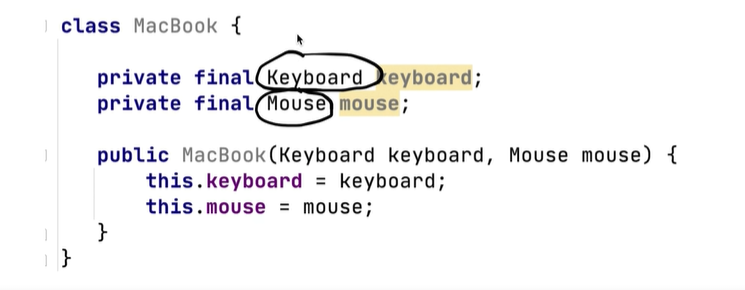 class MacBook {
private final Keyboard keyboard;
private final Mouse mouse;
public MacBook(Keyboard keyboard, Mouse mouse) {
this.keyboard = keyboard;
this.mouse = mouse;
}
}